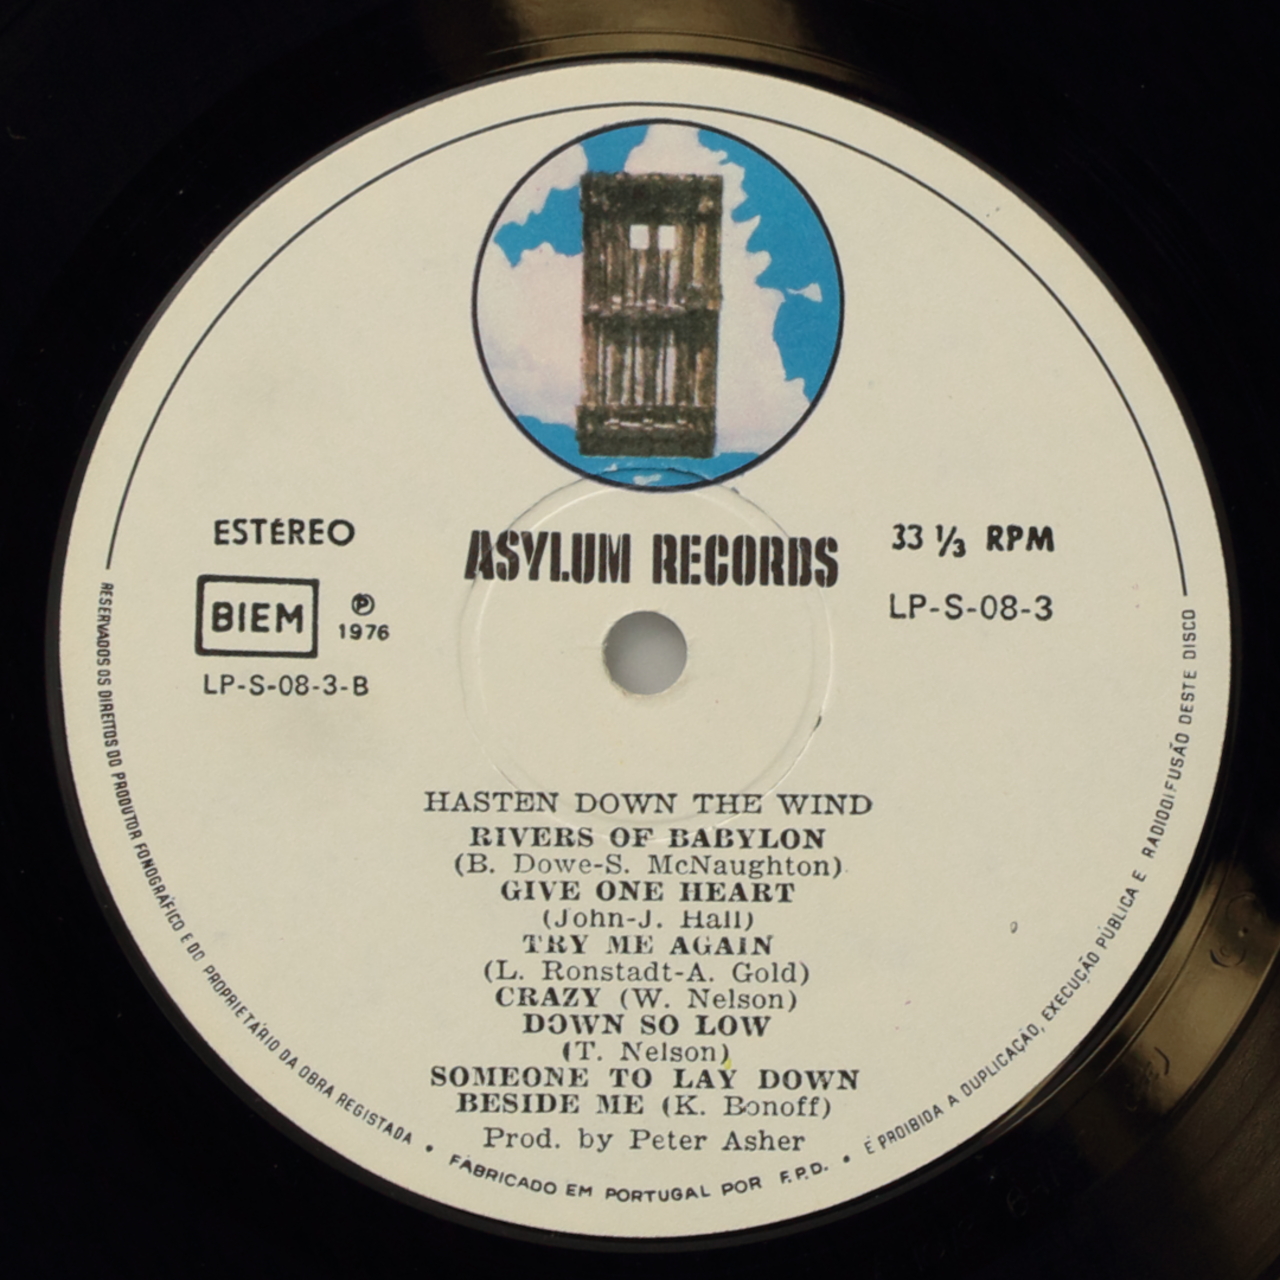 ESTÉREO
BIEM
℗
1976
LP-S-08-3-B
ASYLUM RECORDS
33 ⅓ RPM
LP-S-08-3
HASTEN DOWN THE WIND
RIVERS OF BABYLON
(B. Dowe-S. McNaughton)
GIVE ONE HEART
(John-J. Hall)
TRY ME AGAIN
(L. Ronstadt-A. Gold)
CRAZY (W. Nelson)
DOWN SO LOW
(T. Nelson)
SOMEONE TO LAY DOWN
BESIDE ME (K. Bonoff)
Prod. by Peter Asher
RESERVADOS OS DIREITOS DO PRODUTOR FONOGRÁFICO E DO PROPRIETÁRIO DA OBRA REGISTADA • FABRICADO EM PORTUGAL POR F.P.D. • É PROIBIDA A DUPLICAÇÃO, EXECUÇÃO PÚBLICA E RADIODIFUSÃO DESTE DISCO